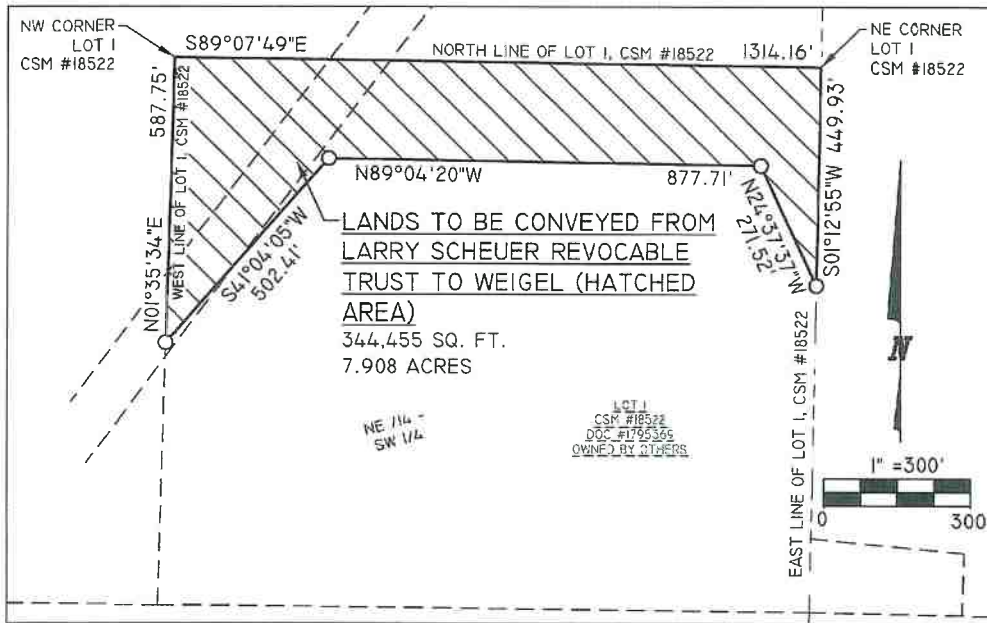 NW CORNER
LOT 1
CSM #18522
S89°07'49"E
NORTH LINE OF LOT 1, CSM #18522
1314.16'
NE CORNER
LOT 1
CSM #18522
587.75'
WEST LINE OF LOT 1, CSM #18522
N01°35'34"E
S41°04'05"W
502.41'
N89°04'20"W
877.71'
N24°37'37"W
271.52'
S01°12'55"W 449.93'
LANDS TO BE CONVEYED FROM
LARRY SCHEUER REVOCABLE
TRUST TO WEIGEL (HATCHED
AREA)
344,455 SQ. FT.
7.908 ACRES
NE 1/4 -
SW 1/4
LOT 1
CSM #18522
DOC #1795369
OWNED BY OTHERS
EAST LINE OF LOT 1, CSM #18522
N
1" =300'
0
300